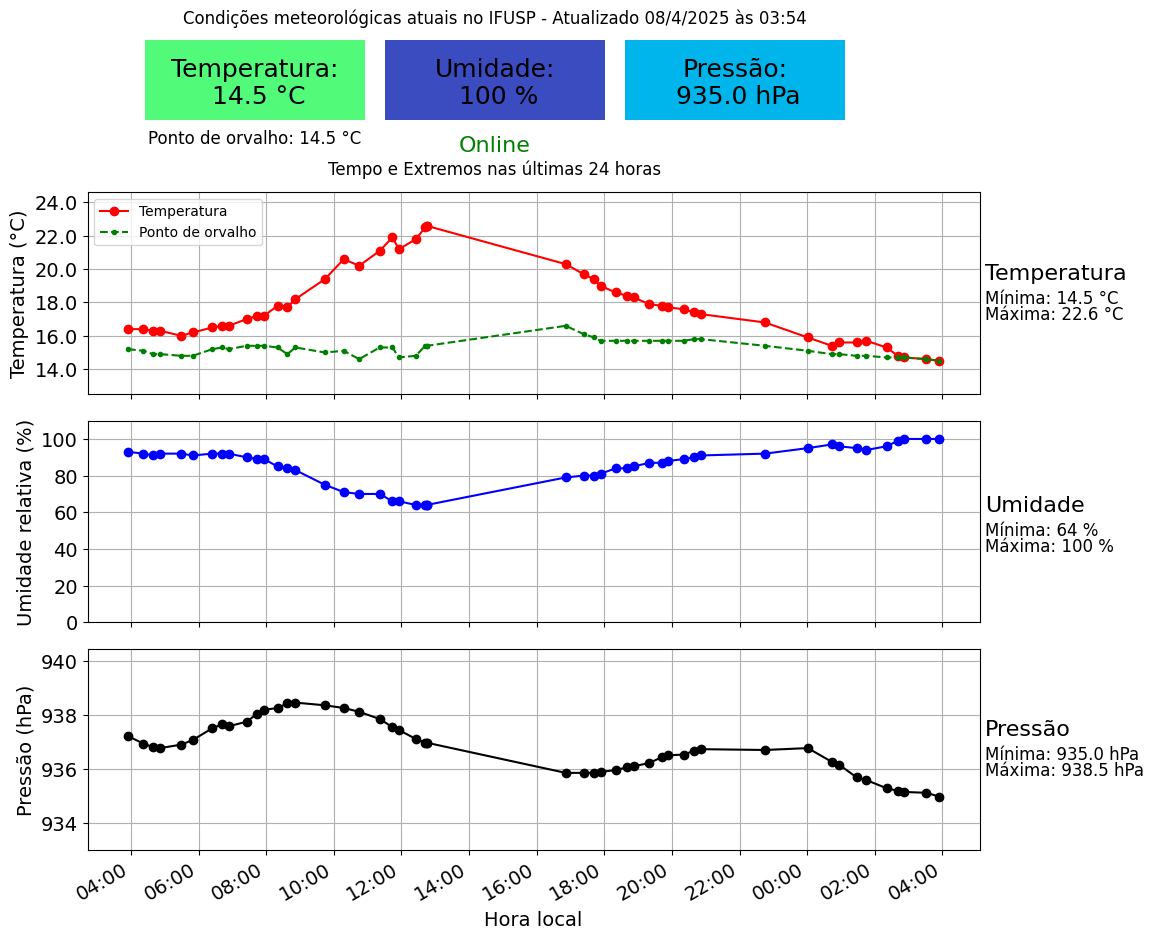 Condições meteorológicas atuais no IFUSP - Atualizado 08/4/2025 às 03:54
Temperatura:
14.5 °C
Umidade:
100 %
Pressão:
935.0 hPa
Ponto de orvalho: 14.5 °C
Online
Tempo e Extremos nas últimas 24 horas
Temperatura (°C)
24.0
22.0
20.0
18.0
16.0
14.0
Temperatura
Ponto de orvalho
Temperatura
Mínima: 14.5 °C
Máxima: 22.6 °C
Umidade relativa (%)
100
80
60
40
20
0
Umidade
Mínima: 64 %
Máxima: 100 %
Pressão (hPa)
940
938
936
934
Pressão
Mínima: 935.0 hPa
Máxima: 938.5 hPa
04:00 06:00 08:00 10:00 12:00 14:00 16:00 18:00 20:00 22:00 00:00 02:00 04:00
Hora local